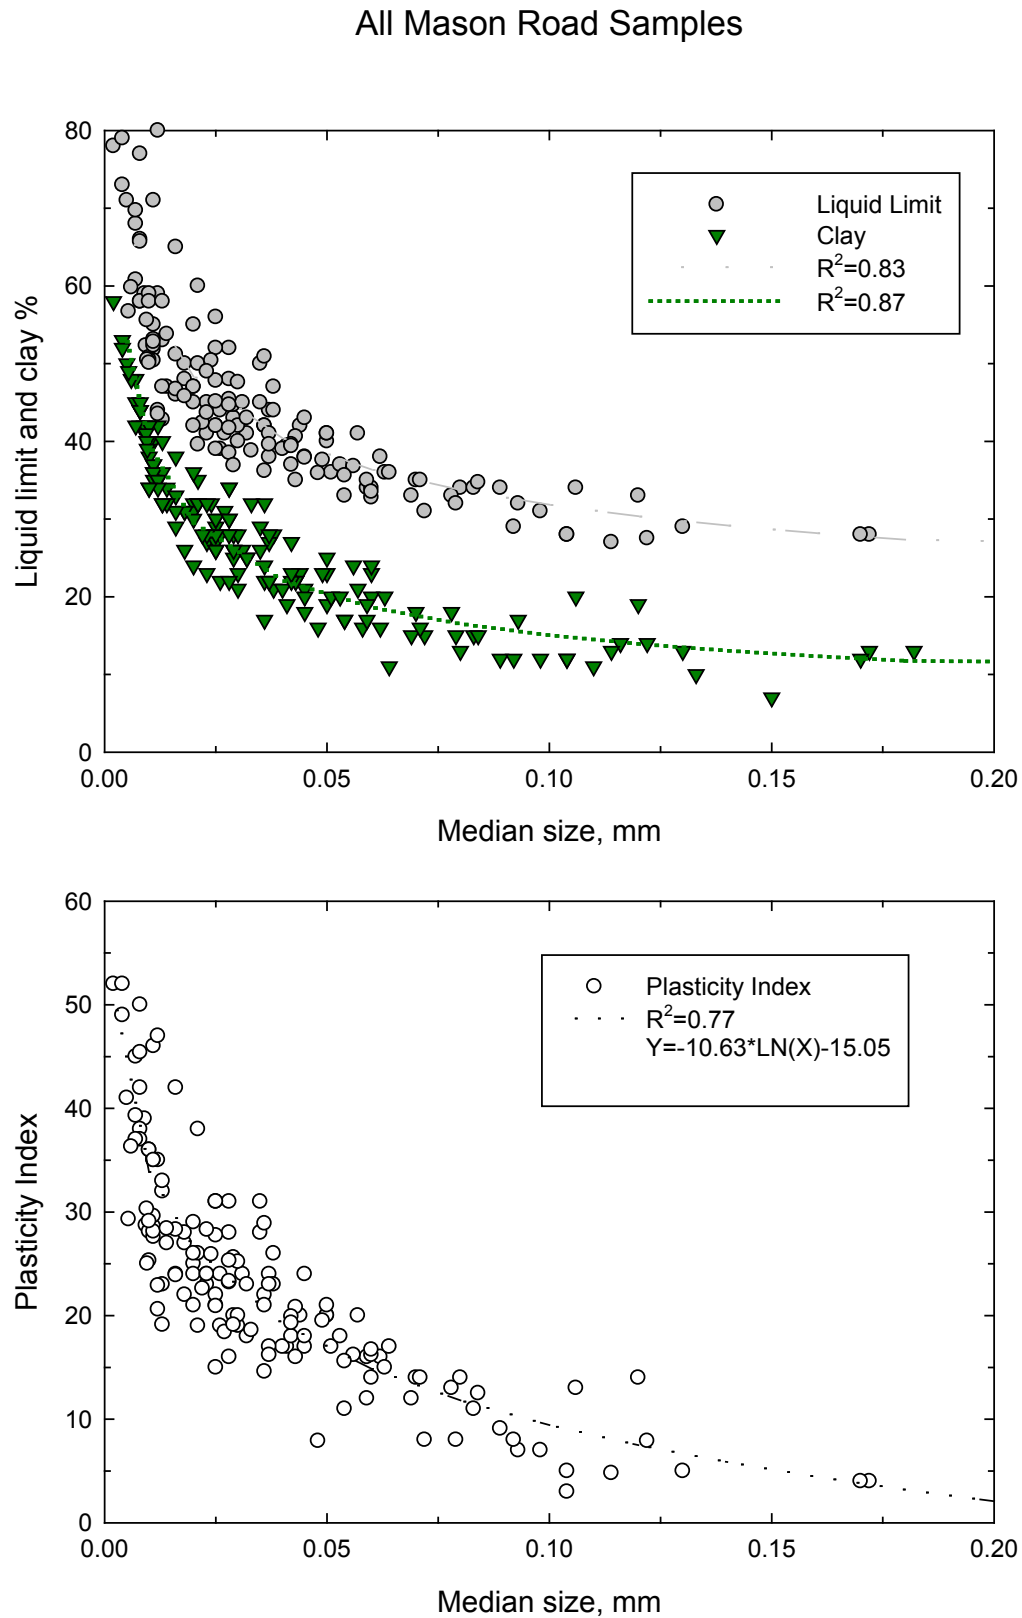 All Mason Road Samples
80
60
40
20
0
Liquid limit and clay %
Liquid Limit
Clay
R²=0.83
R²=0.87
0.00 0.05 0.10 0.15 0.20
Median size, mm
60
50
40
30
20
10
0
Plasticity Index
Plasticity Index
R²=0.77
Y=-10.63*LN(X)-15.05
0.00 0.05 0.10 0.15 0.20
Median size, mm